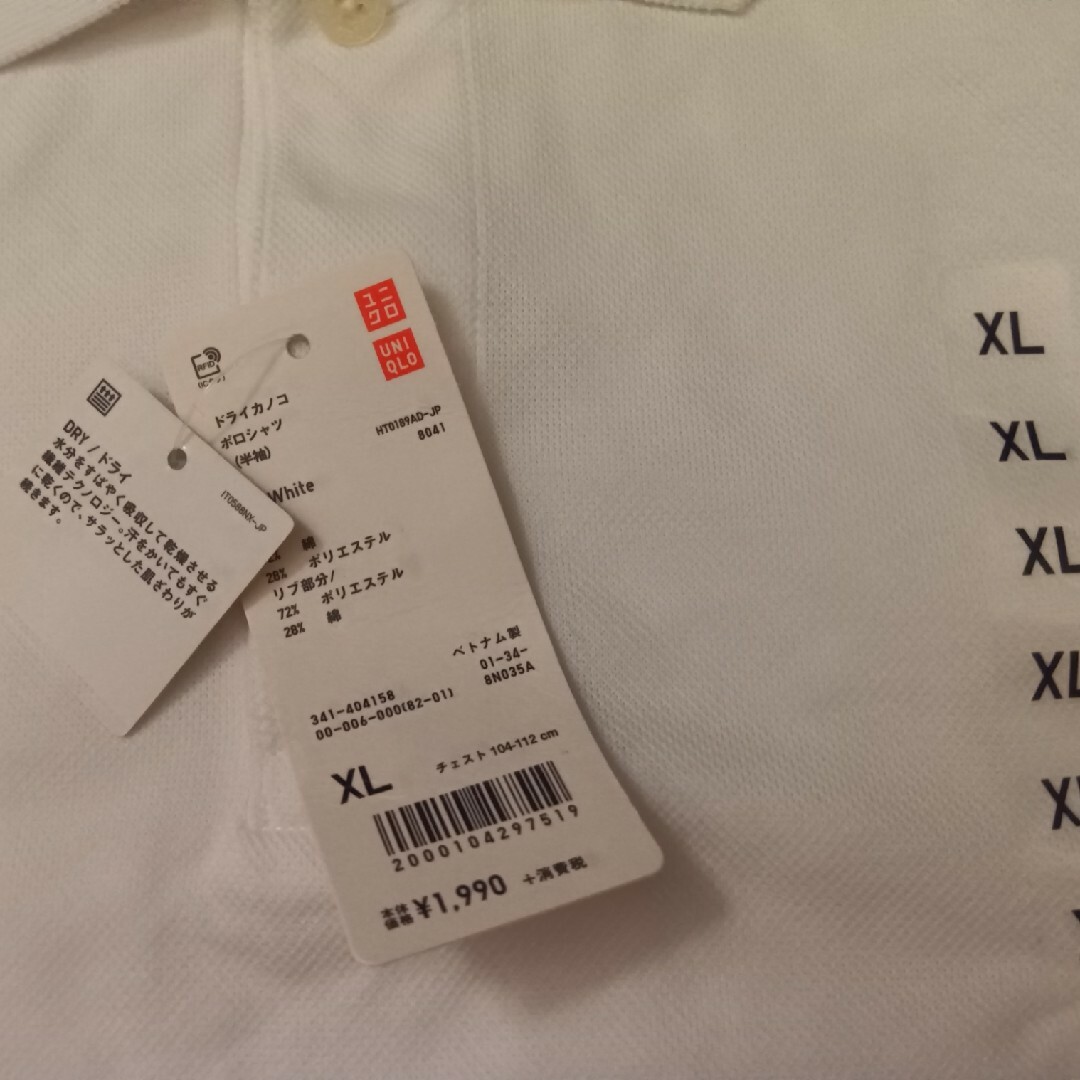 ユニ
クロ
UNI
QLO
RFID
ドライカノコ
ポロシャツ
(半袖)
HT0189AD-JP
8041
White
綿
28% ポリエステル
リブ部分/
72% ポリエステル
28% 綿
ベトナム製
01-34-
8N035A
341-404158
00-006-000(82-01)
XL チェスト 104-112 cm
2000104297519
本体
価格 ¥1,990 +消費税
DRY / ドライ
水分をすばやく吸収して乾燥させる
繊維テクノロジー。汗をかいてもすぐ
に乾くので、サラッとした肌ざわりが
続きます。
IT0588NX-JP
XL
XL
XL
XL
XL